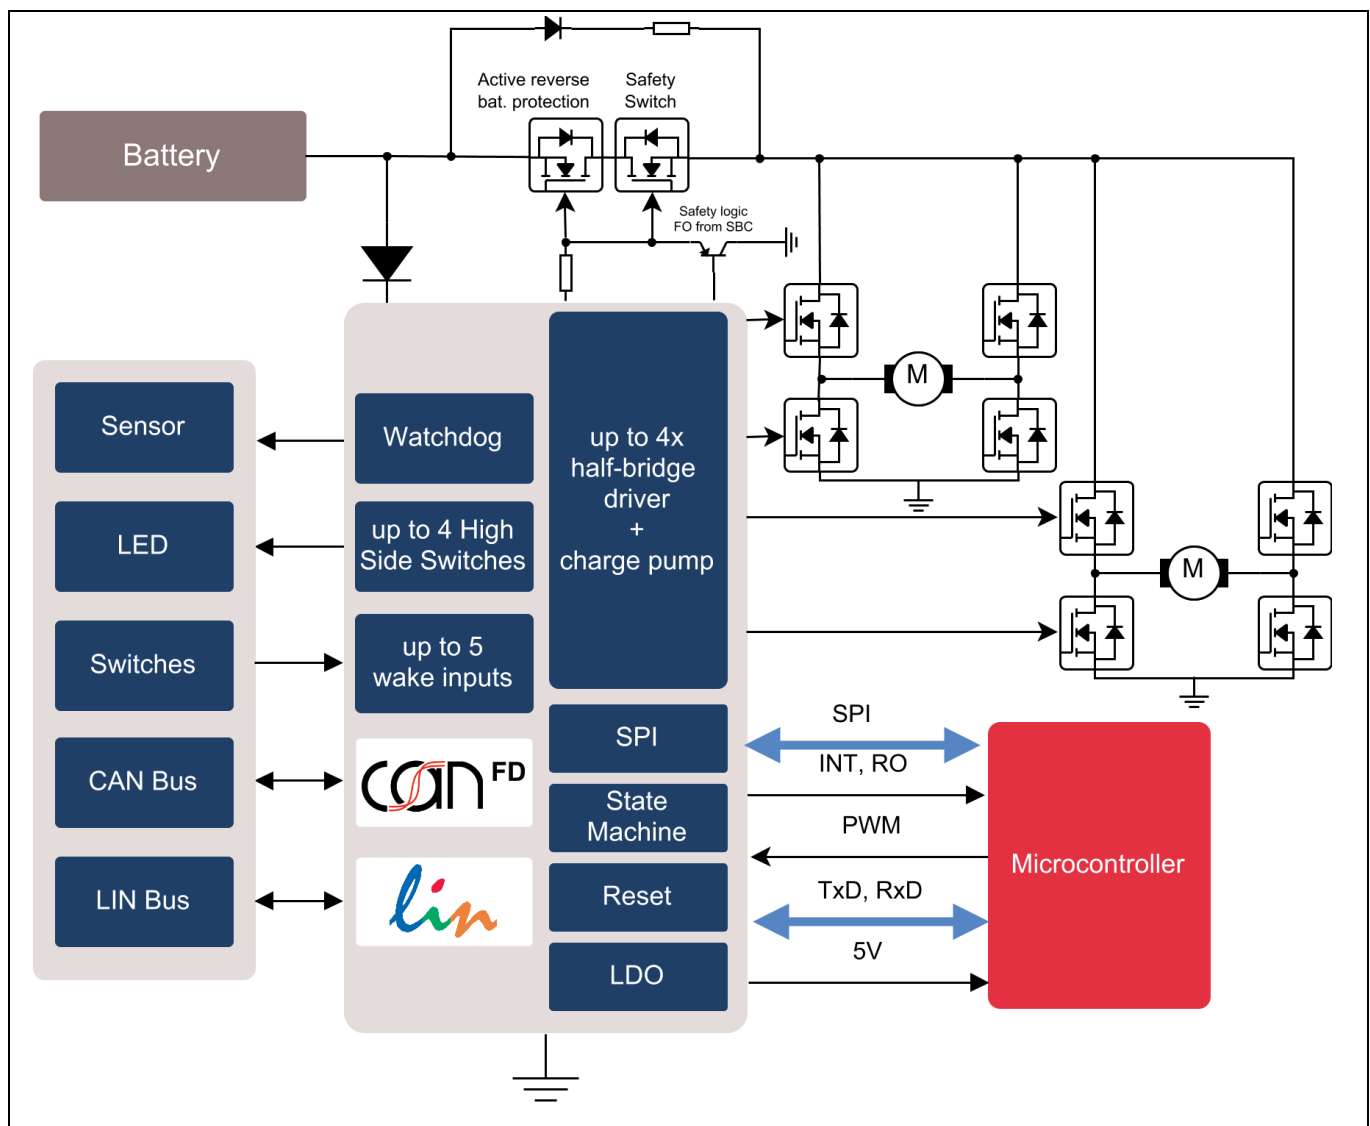 Active reverse
bat. protection
Safety
Switch
Battery
Safety logic
FO from SBC
M
M
Sensor
LED
Switches
CAN Bus
LIN Bus
Watchdog
up to 4 High
Side Switches
up to 5
wake inputs
CAN FD
lin
up to 4x
half-bridge
driver
+
charge pump
SPI
State
Machine
Reset
LDO
SPI
INT, RO
PWM
TxD, RxD
5V
Microcontroller